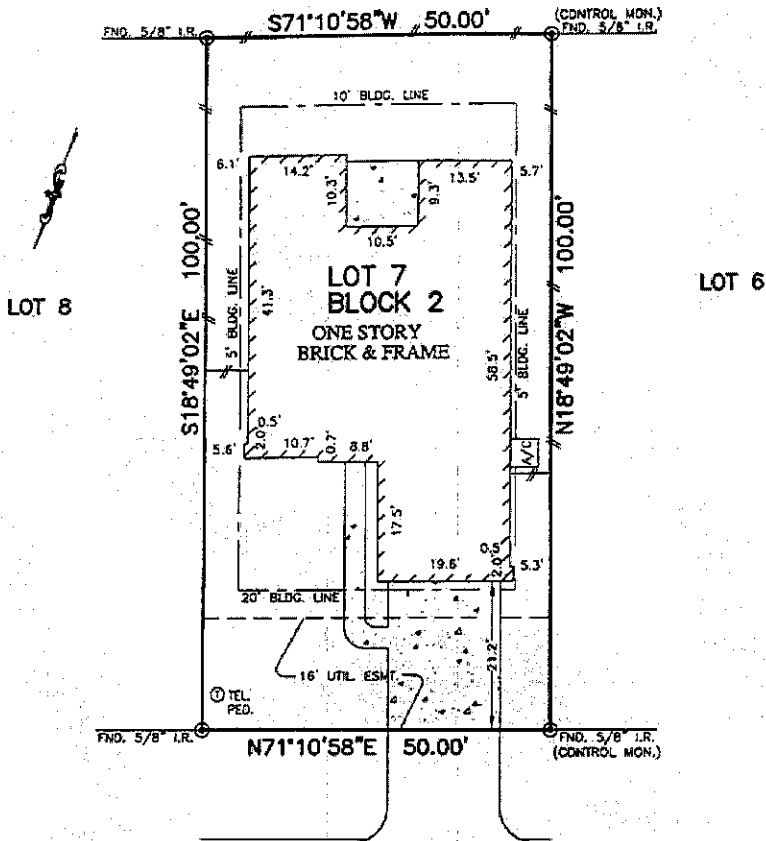 S71°10'58"W 50.00'
(CONTROL MON.)
FND. 5/8" I.R.
FND. 5/8" I.R.
10' BLDG. LINE
6.1'
14.2'
10.3'
9.3'
13.5'
5.7'
10.5'
LOT 8
S18°49'02"E 100.00'
5' BLDG. LINE
41.3'
LOT 7
BLOCK 2
ONE STORY
BRICK & FRAME
58.5'
5' BLDG. LINE
N18°49'02"W 100.00'
LOT 6
0.5'
2.0'
5.6'
10.7'
0.7'
8.8'
A/C
17.5'
19.6'
0.5'
2.0'
5.3'
20' BLDG. LINE
21.2'
16' UTIL. ESMT.
T TEL.
PED.
FND. 5/8" I.R.
N71°10'58"E 50.00'
FND. 5/8" I.R.
(CONTROL MON.)